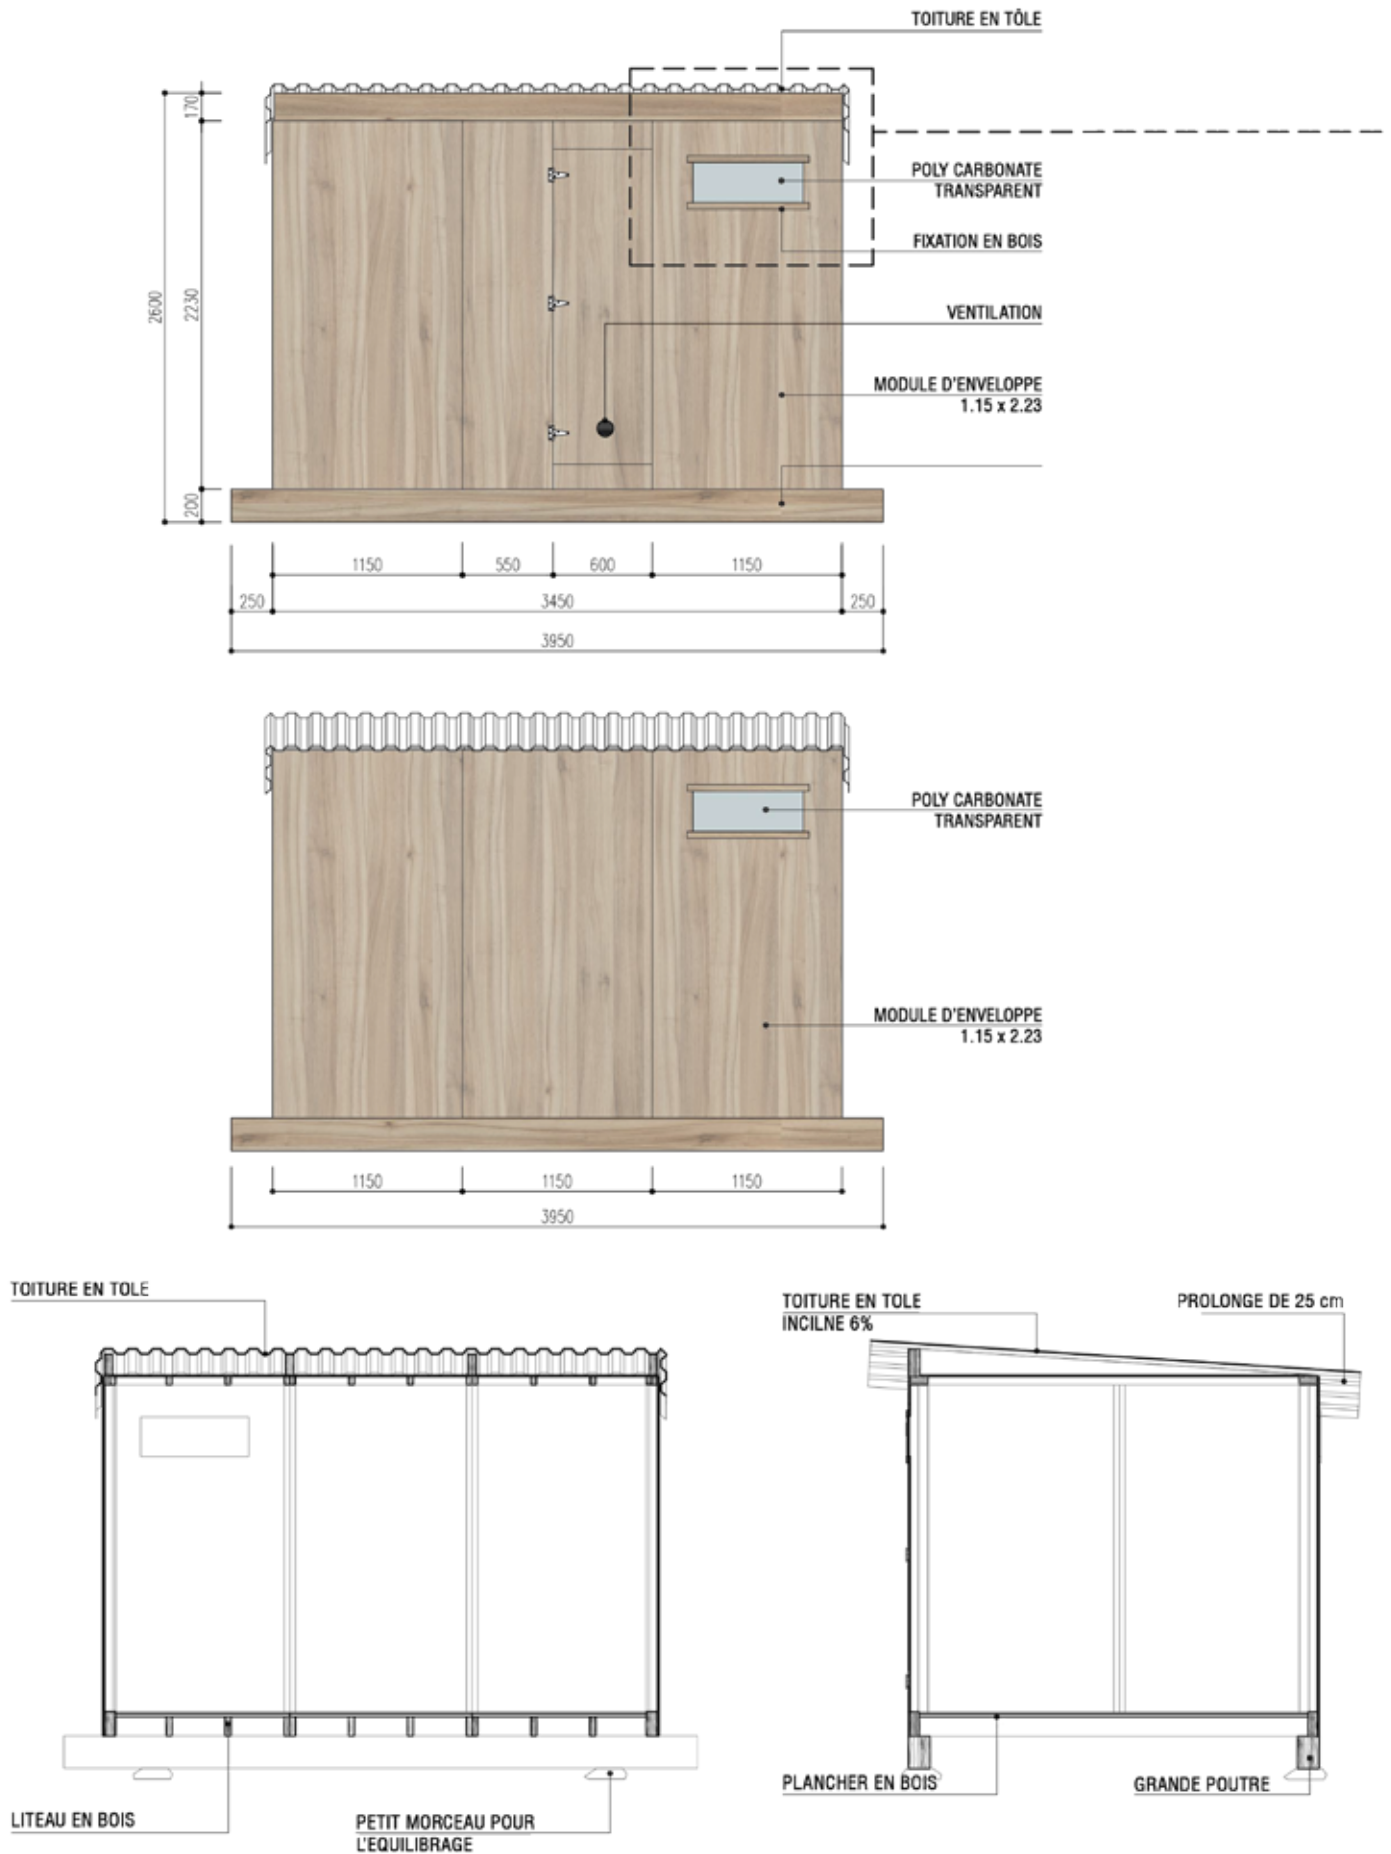 TOITURE EN TÔLE
170
POLY CARBONATE
TRANSPARENT
FIXATION EN BOIS
2600
2230
VENTILATION
MODULE D'ENVELOPPE
1.15 x 2.23
200
1150
550
600
1150
250
3450
250
3950
POLY CARBONATE
TRANSPARENT
MODULE D'ENVELOPPE
1.15 x 2.23
1150
1150
1150
3950
TOITURE EN TOLE
TOITURE EN TOLE
INCILNE 6%
PROLONGE DE 25 cm
LITEAU EN BOIS
PETIT MORCEAU POUR
L'EQUILIBRAGE
PLANCHER EN BOIS
GRANDE POUTRE